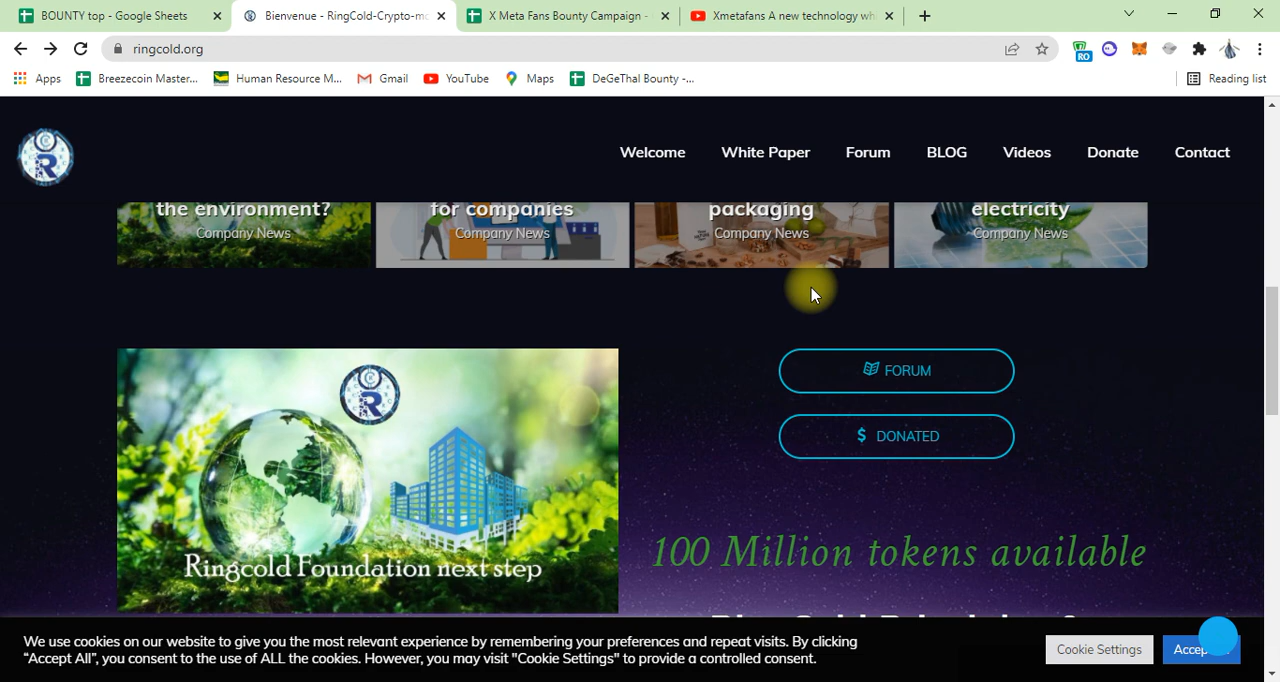 BOUNTY top - Google Sheets
Bienvenue - RingCold-Crypto-mo
X Meta Fans Bounty Campaign -
Xmetafans A new technology whi
ringcold.org
RO
Apps
Breezecoin Master...
Human Resource M...
Gmail
YouTube
Maps
DeGeThal Bounty -...
Reading list
R
Welcome
White Paper
Forum
BLOG
Videos
Donate
Contact
the environment?
for companies
packaging
electricity
Company News
Company News
Company News
Company News
R
FORUM
$ DONATED
100 Million tokens available
Ringcold Foundation next step
We use cookies on our website to give you the most relevant experience by remembering your preferences and repeat visits. By clicking
“Accept All”, you consent to the use of ALL the cookies. However, you may visit "Cookie Settings" to provide a controlled consent.
Cookie Settings